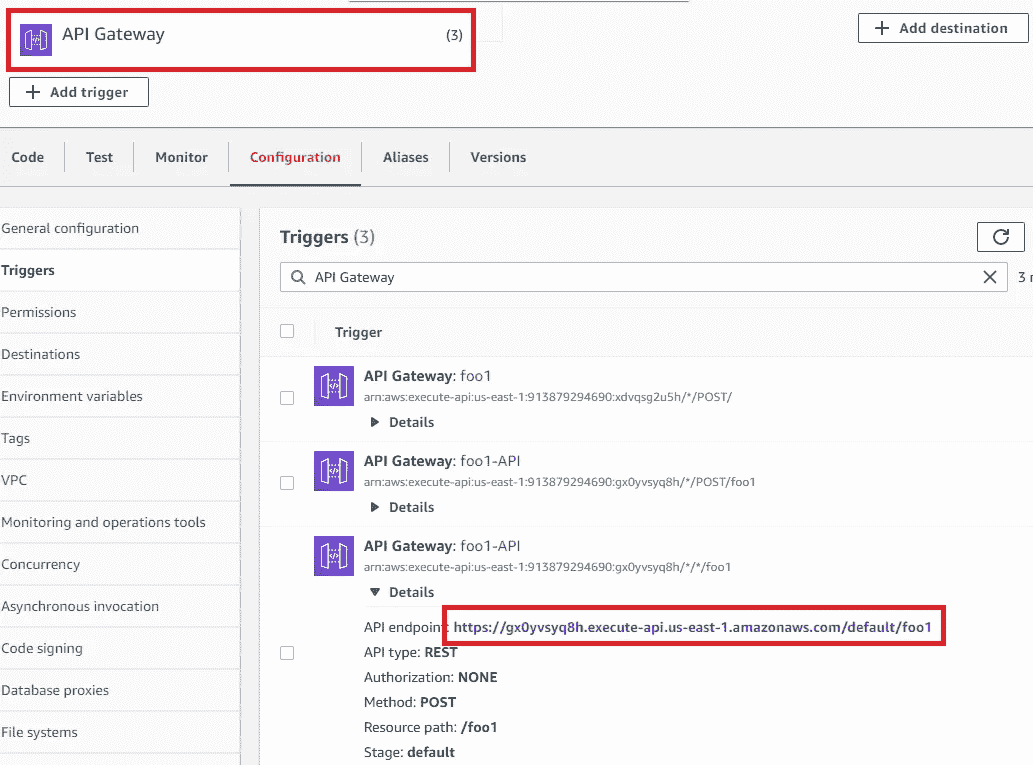 API Gateway (3)
+ Add destination
+ Add trigger
Code Test Monitor Configuration Aliases Versions
General configuration
Triggers
Permissions
Destinations
Environment variables
Tags
VPC
Monitoring and operations tools
Concurrency
Asynchronous invocation
Code signing
Database proxies
File systems
Triggers (3)
API Gateway
3
Trigger
API Gateway: foo1
arn:aws:execute-api:us-east-1:913879294690:xdvqsg2u5h/*/POST/
Details
API Gateway: foo1-API
arn:aws:execute-api:us-east-1:913879294690:gx0yvsyq8h/*/POST/foo1
Details
API Gateway: foo1-API
arn:aws:execute-api:us-east-1:913879294690:gx0yvsyq8h/*/*/foo1
Details
API endpoint: https://gx0yvsyq8h.execute-api.us-east-1.amazonaws.com/default/foo1
API type: REST
Authorization: NONE
Method: POST
Resource path: /foo1
Stage: default